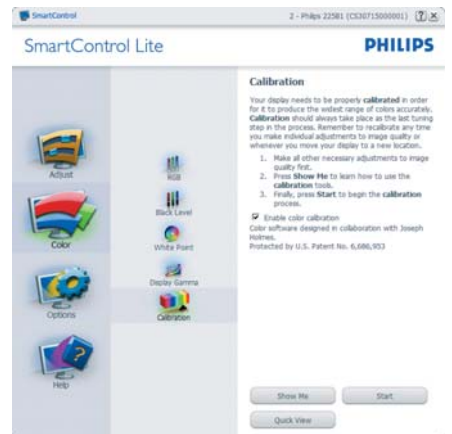 SmartControl
2 - Philips 225B1 (CS30715000001)
SmartControl Lite
PHILIPS
Adjust
Color
Options
Help
RGB
Black Level
White Point
Display Gamma
Calibration
Calibration
Your display needs to be properly calibrated in order
for it to produce the widest range of colors accurately.
Calibration should always take place as the last tuning
step in the process. Remember to recalibrate any time
you make individual adjustments to image quality or
whenever you move your display to a new location.
1. Make all other necessary adjustments to image
quality first.
2. Press Show Me to learn how to use the
calibration tools.
3. Finally, press Start to begin the calibration
process.
Enable color calibration
Color software designed in collaboration with Joseph
Holmes.
Protected by U.S. Patent No. 6,686,953
Show Me
Start
Quick View